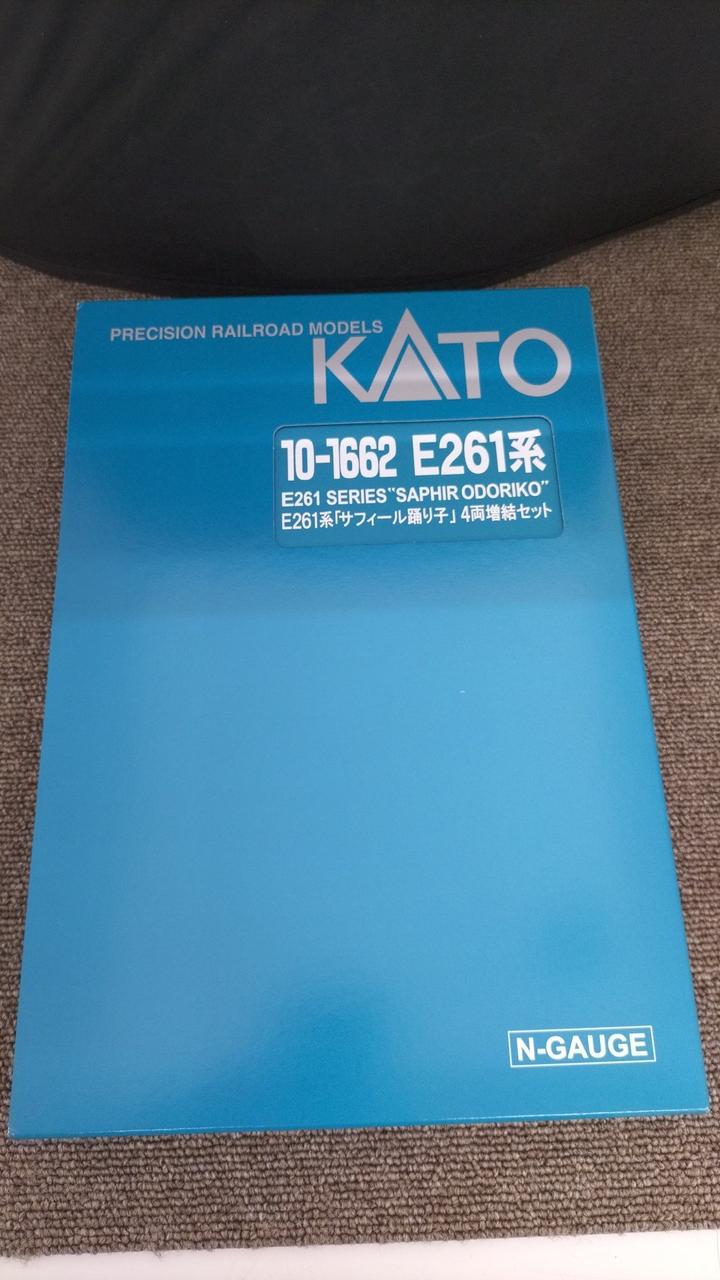 PRECISION RAILROAD MODELS
KATO
10-1662 E261系
E261 SERIES "SAPHIR ODORIKO"
E261系「サフィール踊り子」4両増結セット
N-GAUGE